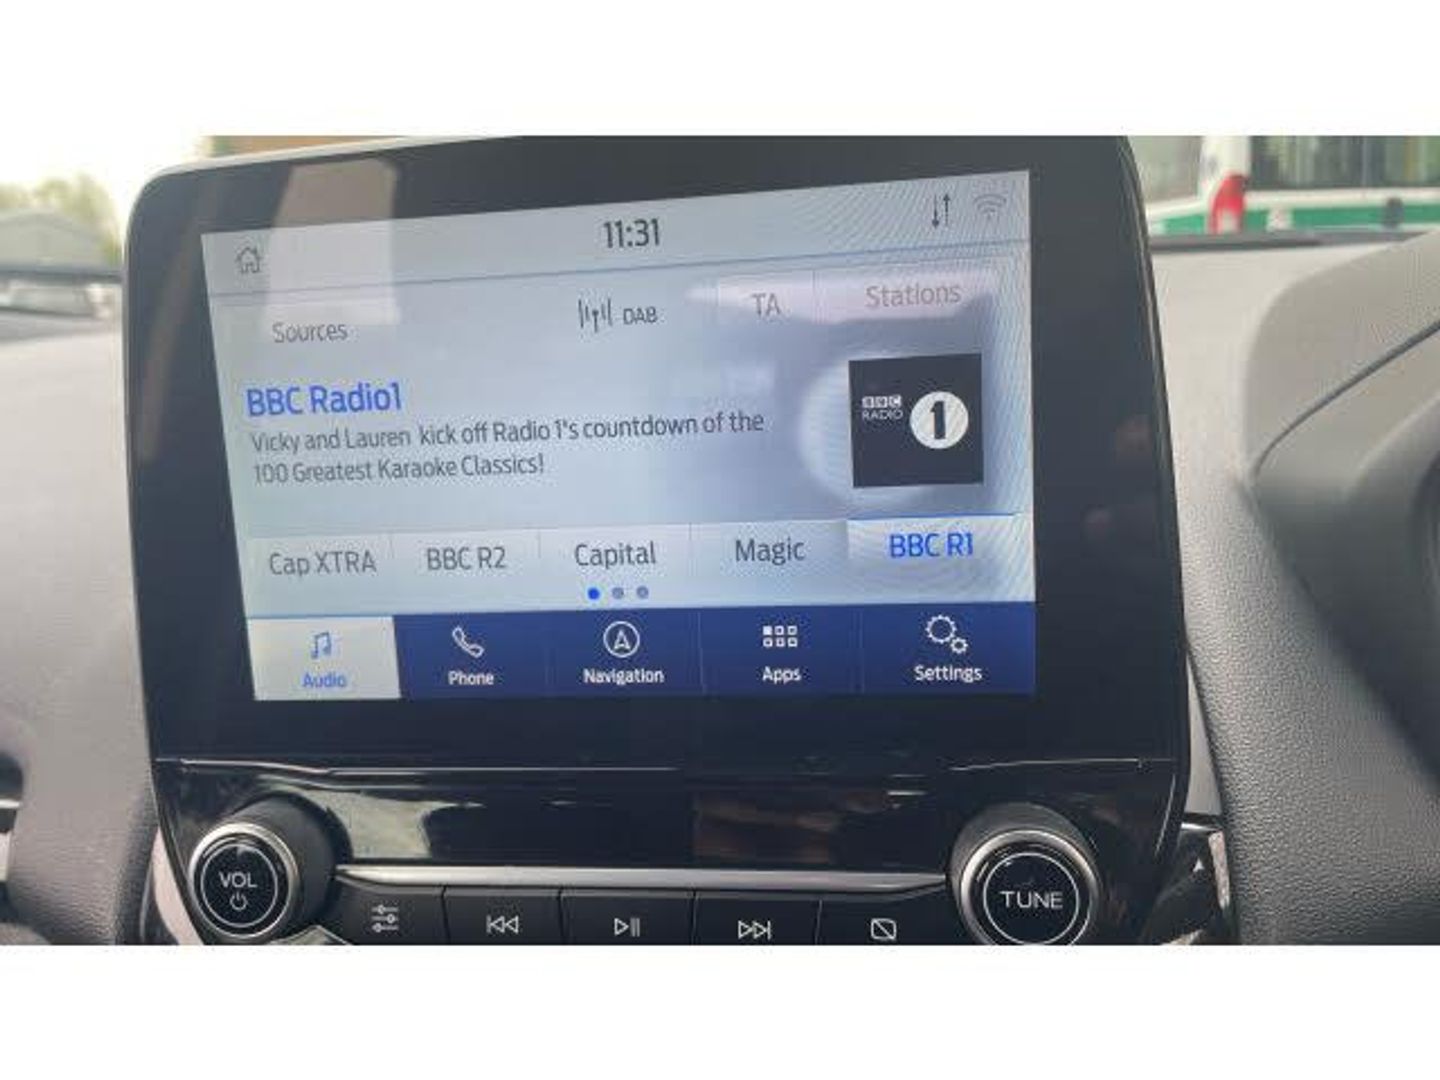 11:31
Sources
DAB
TA
Stations
BBC Radio1
Vicky and Lauren kick off Radio 1's countdown of the
100 Greatest Karaoke Classics!
BBC
RADIO
1
Cap XTRA
BBC R2
Capital
Magic
BBC R1
Audio
Phone
Navigation
Apps
Settings
VOL
TUNE